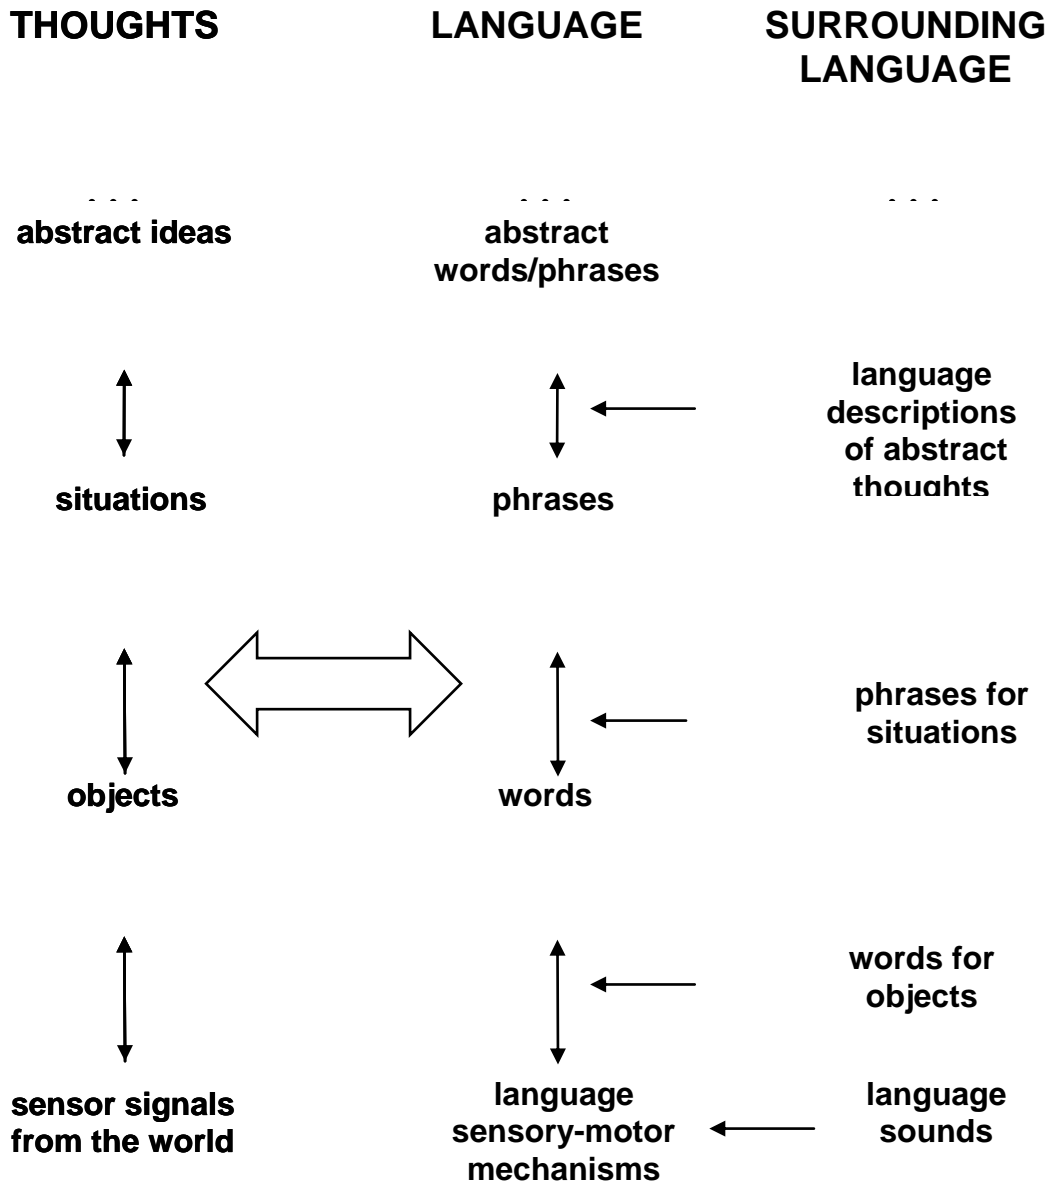 THOUGHTS LANGUAGE SURROUNDING
LANGUAGE
. . . . . . . . .
abstract ideas abstract
words/phrases
language
descriptions
of abstract
thoughts
situations phrases
phrases for
situations
objects words
words for
objects
sensor signals
from the world
language
sensory-motor
mechanisms
language
sounds